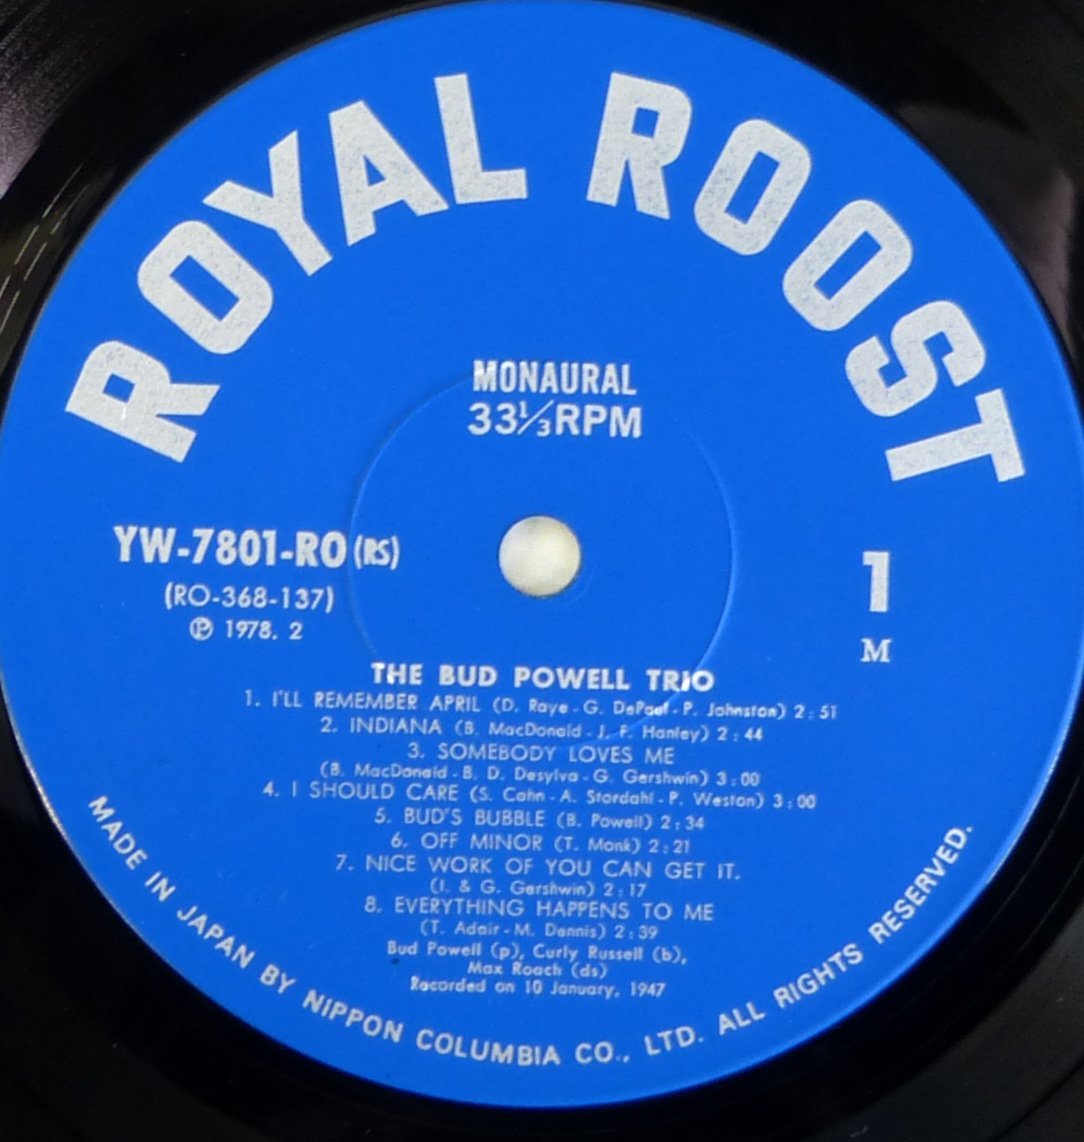 ROYAL ROOST
MONAURAL
33⅓RPM
YW-7801-RO (RS)
(RO-368-137)
Ⓟ 1978. 2
1
M
THE BUD POWELL TRIO
1. I'LL REMEMBER APRIL (D. Raye - G. DePaul - P. Johnston) 2 : 51
2. INDIANA (B. MacDonald - J. F. Hanley) 2 : 44
3. SOMEBODY LOVES ME
(B. MacDonald - B. D. Desylva - G. Gershwin) 3 : 00
4. I SHOULD CARE (S. Cahn - A. Stordahl - P. Weston) 3 : 00
5. BUD'S BUBBLE (B. Powell) 2 : 34
6. OFF MINOR (T. Monk) 2 : 21
7. NICE WORK OF YOU CAN GET IT.
(I. & G. Gershwin) 2 : 17
8. EVERYTHING HAPPENS TO ME
(T. Adair - M. Dennis) 2 : 39
Bud Powell (p), Curly Russell (b),
Max Roach (ds)
Recorded on 10 January, 1947
MADE IN JAPAN BY NIPPON COLUMBIA CO., LTD. ALL RIGHTS RESERVED.